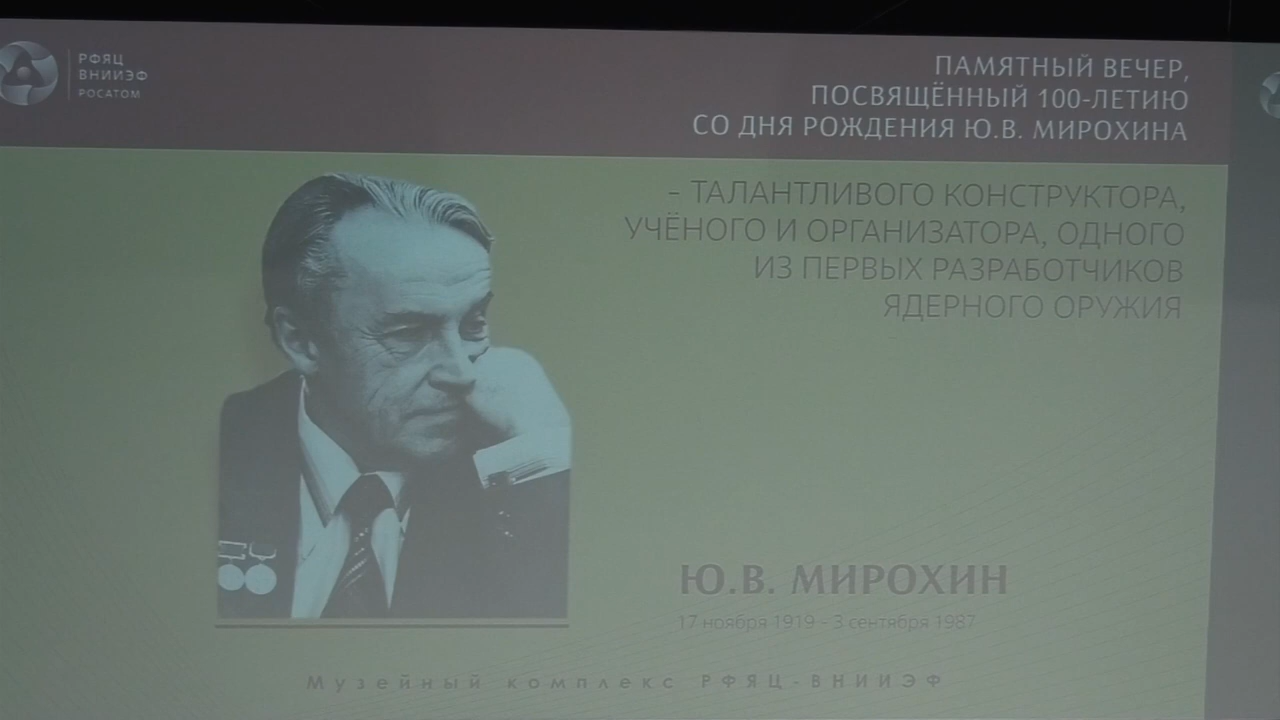 РФЯЦ
ВНИИЭФ
РОСАТОМ
ПАМЯТНЫЙ ВЕЧЕР,
ПОСВЯЩЁННЫЙ 100-ЛЕТИЮ
СО ДНЯ РОЖДЕНИЯ Ю.В. МИРОХИНА
– ТАЛАНТЛИВОГО КОНСТРУКТОРА,
УЧЁНОГО И ОРГАНИЗАТОРА, ОДНОГО
ИЗ ПЕРВЫХ РАЗРАБОТЧИКОВ
ЯДЕРНОГО ОРУЖИЯ
Ю.В. МИРОХИН
17 ноября 1919 – 3 сентября 1987
Музейный комплекс РФЯЦ-ВНИИЭФ